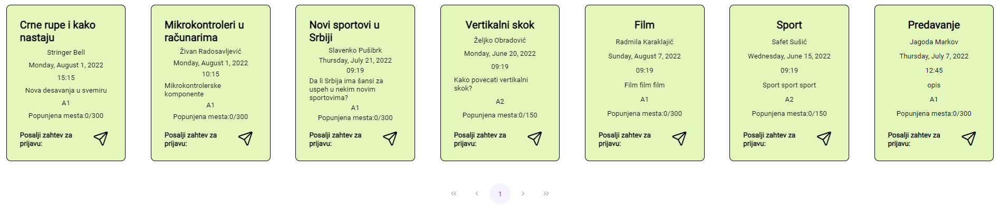 Crne rupe i kako
nastaju
Stringer Bell
Monday, August 1, 2022
15:15
Nova desavanja u svemiru
A1
Popunjena mesta:0/300
Posalji zahtev za
prijavu:
Mikrokontroleri u
računarima
Živan Radosavljević
Monday, August 1, 2022
10:15
Mikrokontrolerske
komponente
A1
Popunjena mesta:0/300
Posalji zahtev za
prijavu:
Novi sportovi u
Srbiji
Slavenko Pušibrk
Thursday, July 21, 2022
09:19
Da li Srbija ima šansi za
uspeh u nekim novim
sportovima?
A1
Popunjena mesta:0/300
Posalji zahtev za
prijavu:
Vertikalni skok
Željko Obradović
Monday, June 20, 2022
09:19
Kako povecati vertikalni
skok?
A2
Popunjena mesta:0/150
Posalji zahtev za
prijavu:
Film
Radmila Karaklajić
Sunday, August 7, 2022
09:19
Film film film
A1
Popunjena mesta:0/300
Posalji zahtev za
prijavu:
Sport
Safet Sušić
Wednesday, June 15, 2022
09:19
Sport sport sport
A2
Popunjena mesta:0/150
Posalji zahtev za
prijavu:
Predavanje
Jagoda Markov
Thursday, July 7, 2022
12:45
opis
A1
Popunjena mesta:0/300
Posalji zahtev za
prijavu:
1